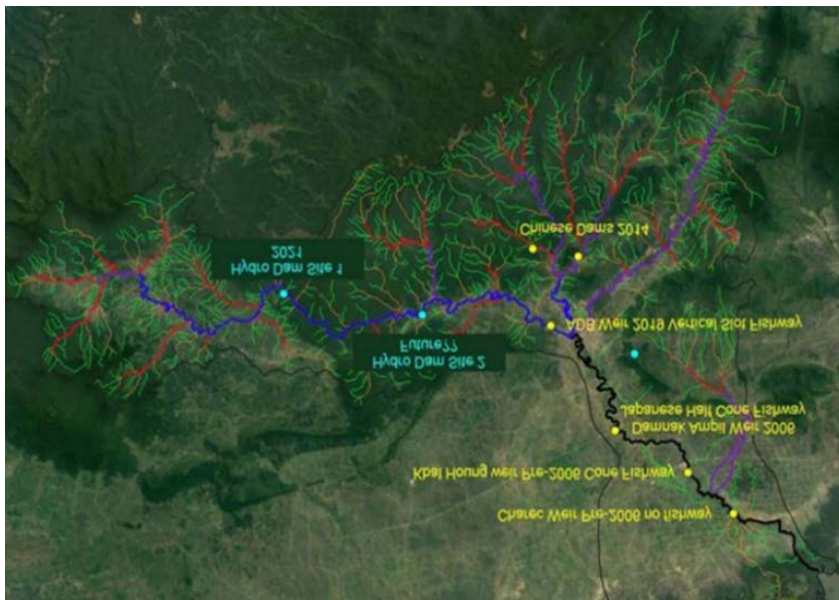 Charec Weir Pre-2006 no fishway
Kbal Houng weir Pre-2006 Cone Fishway
Damnak Ampil Weir 2006
Japanese Half Cone Fishway
Hydro Dam Site 2
Future??
ADB Weir 2019 Vertical Slot Fishway
Hydro Dam Site 1
2021
Chinese Dams 2014